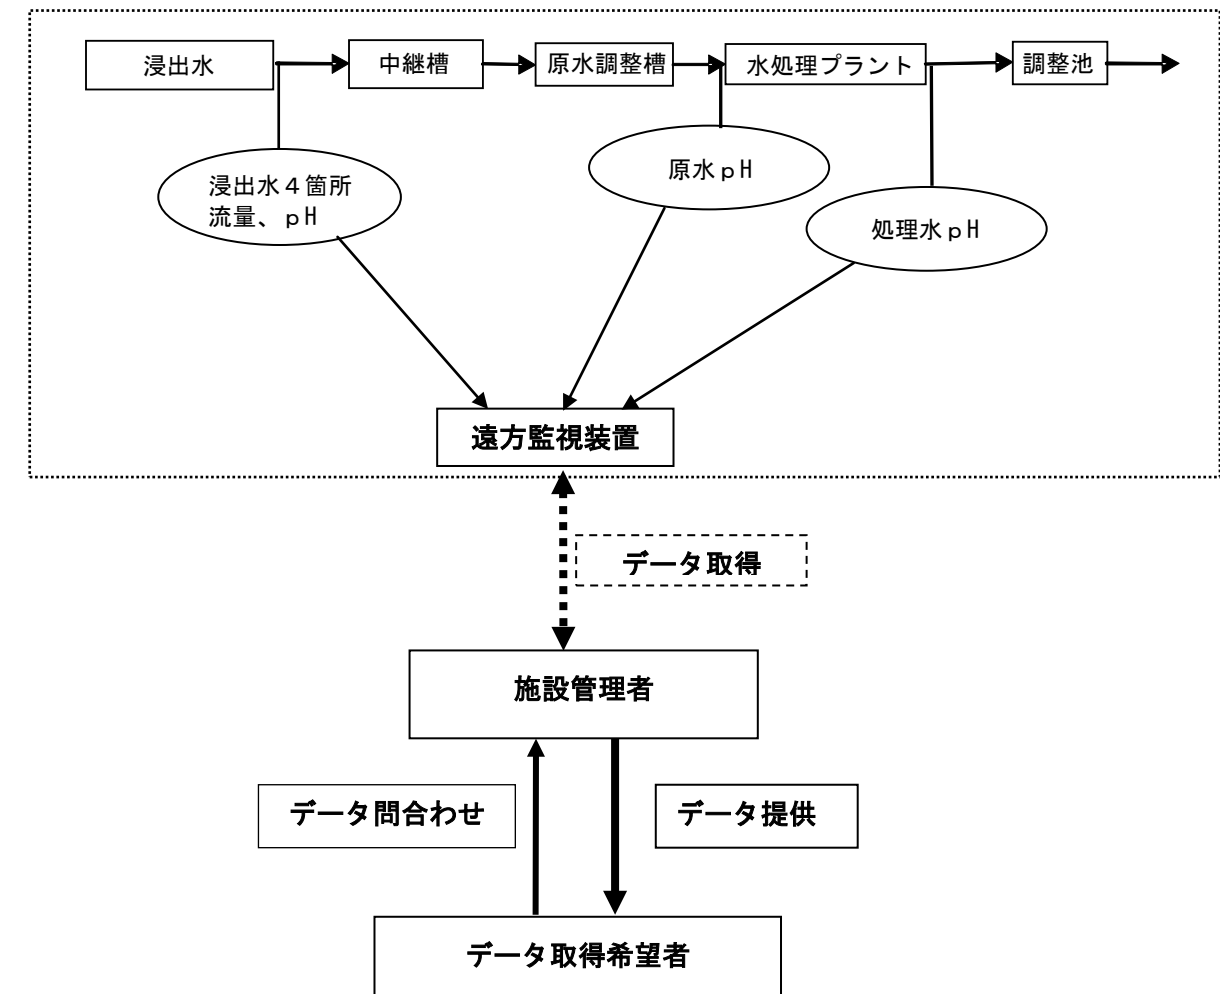 浸出水
中継槽
原水調整槽
水処理プラント
調整池
浸出水４箇所
流量、ｐＨ
原水ｐＨ
処理水ｐＨ
遠方監視装置
データ取得
施設管理者
データ問合わせ
データ提供
データ取得希望者